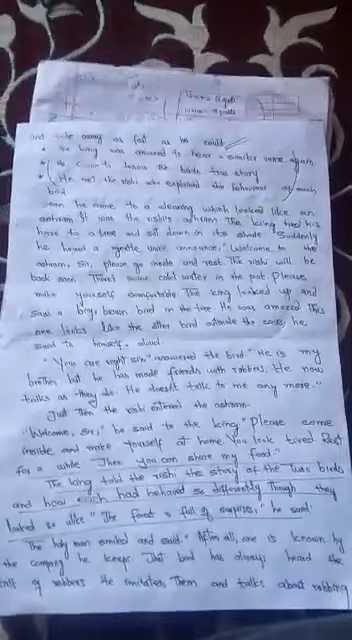 and rode away as fast as he could
* The king was amazed to hear a similar voice again.
* He wants to know the birds true story
* He met the rishi who explained the behaviour of each
bird
Soon he came to a clearing which looked like an
ashram. It was the rishi's ashram. The king tied his
horse to a tree and sat down in its shade. Suddenly
he heard a gentle voice announce, "Welcome to the
ashram, Sir, please go inside and rest The rishi will be
back soon. There's some cold water in the pot. Please
make yourself comfortable. The king looked up and
saw a big, brown bird in the tree. He was amazed This
one looks like the other bird outside the cave, he
said to himself. aloud.
"You are right sir," answered the bird." He is my
brother but he has made friends with robbers. He now
talks as they do. He doesn't talk to me any more."
Just then the rishi entered the ashram.
"Welcome, sir," he said to the king" Please come
inside and make yourself at home. You look tired. Rest
for a while Then you can share my food."
The king told the rishi the story of the two birds
and how each had behaved so differently Though they
looked so alike "The forest is full of surprises," he said.
The holy man smiled and said." After all, one is known by
the company he keeps. That bird has always heard the
talk of robbers He imitates Them and talks about robbing